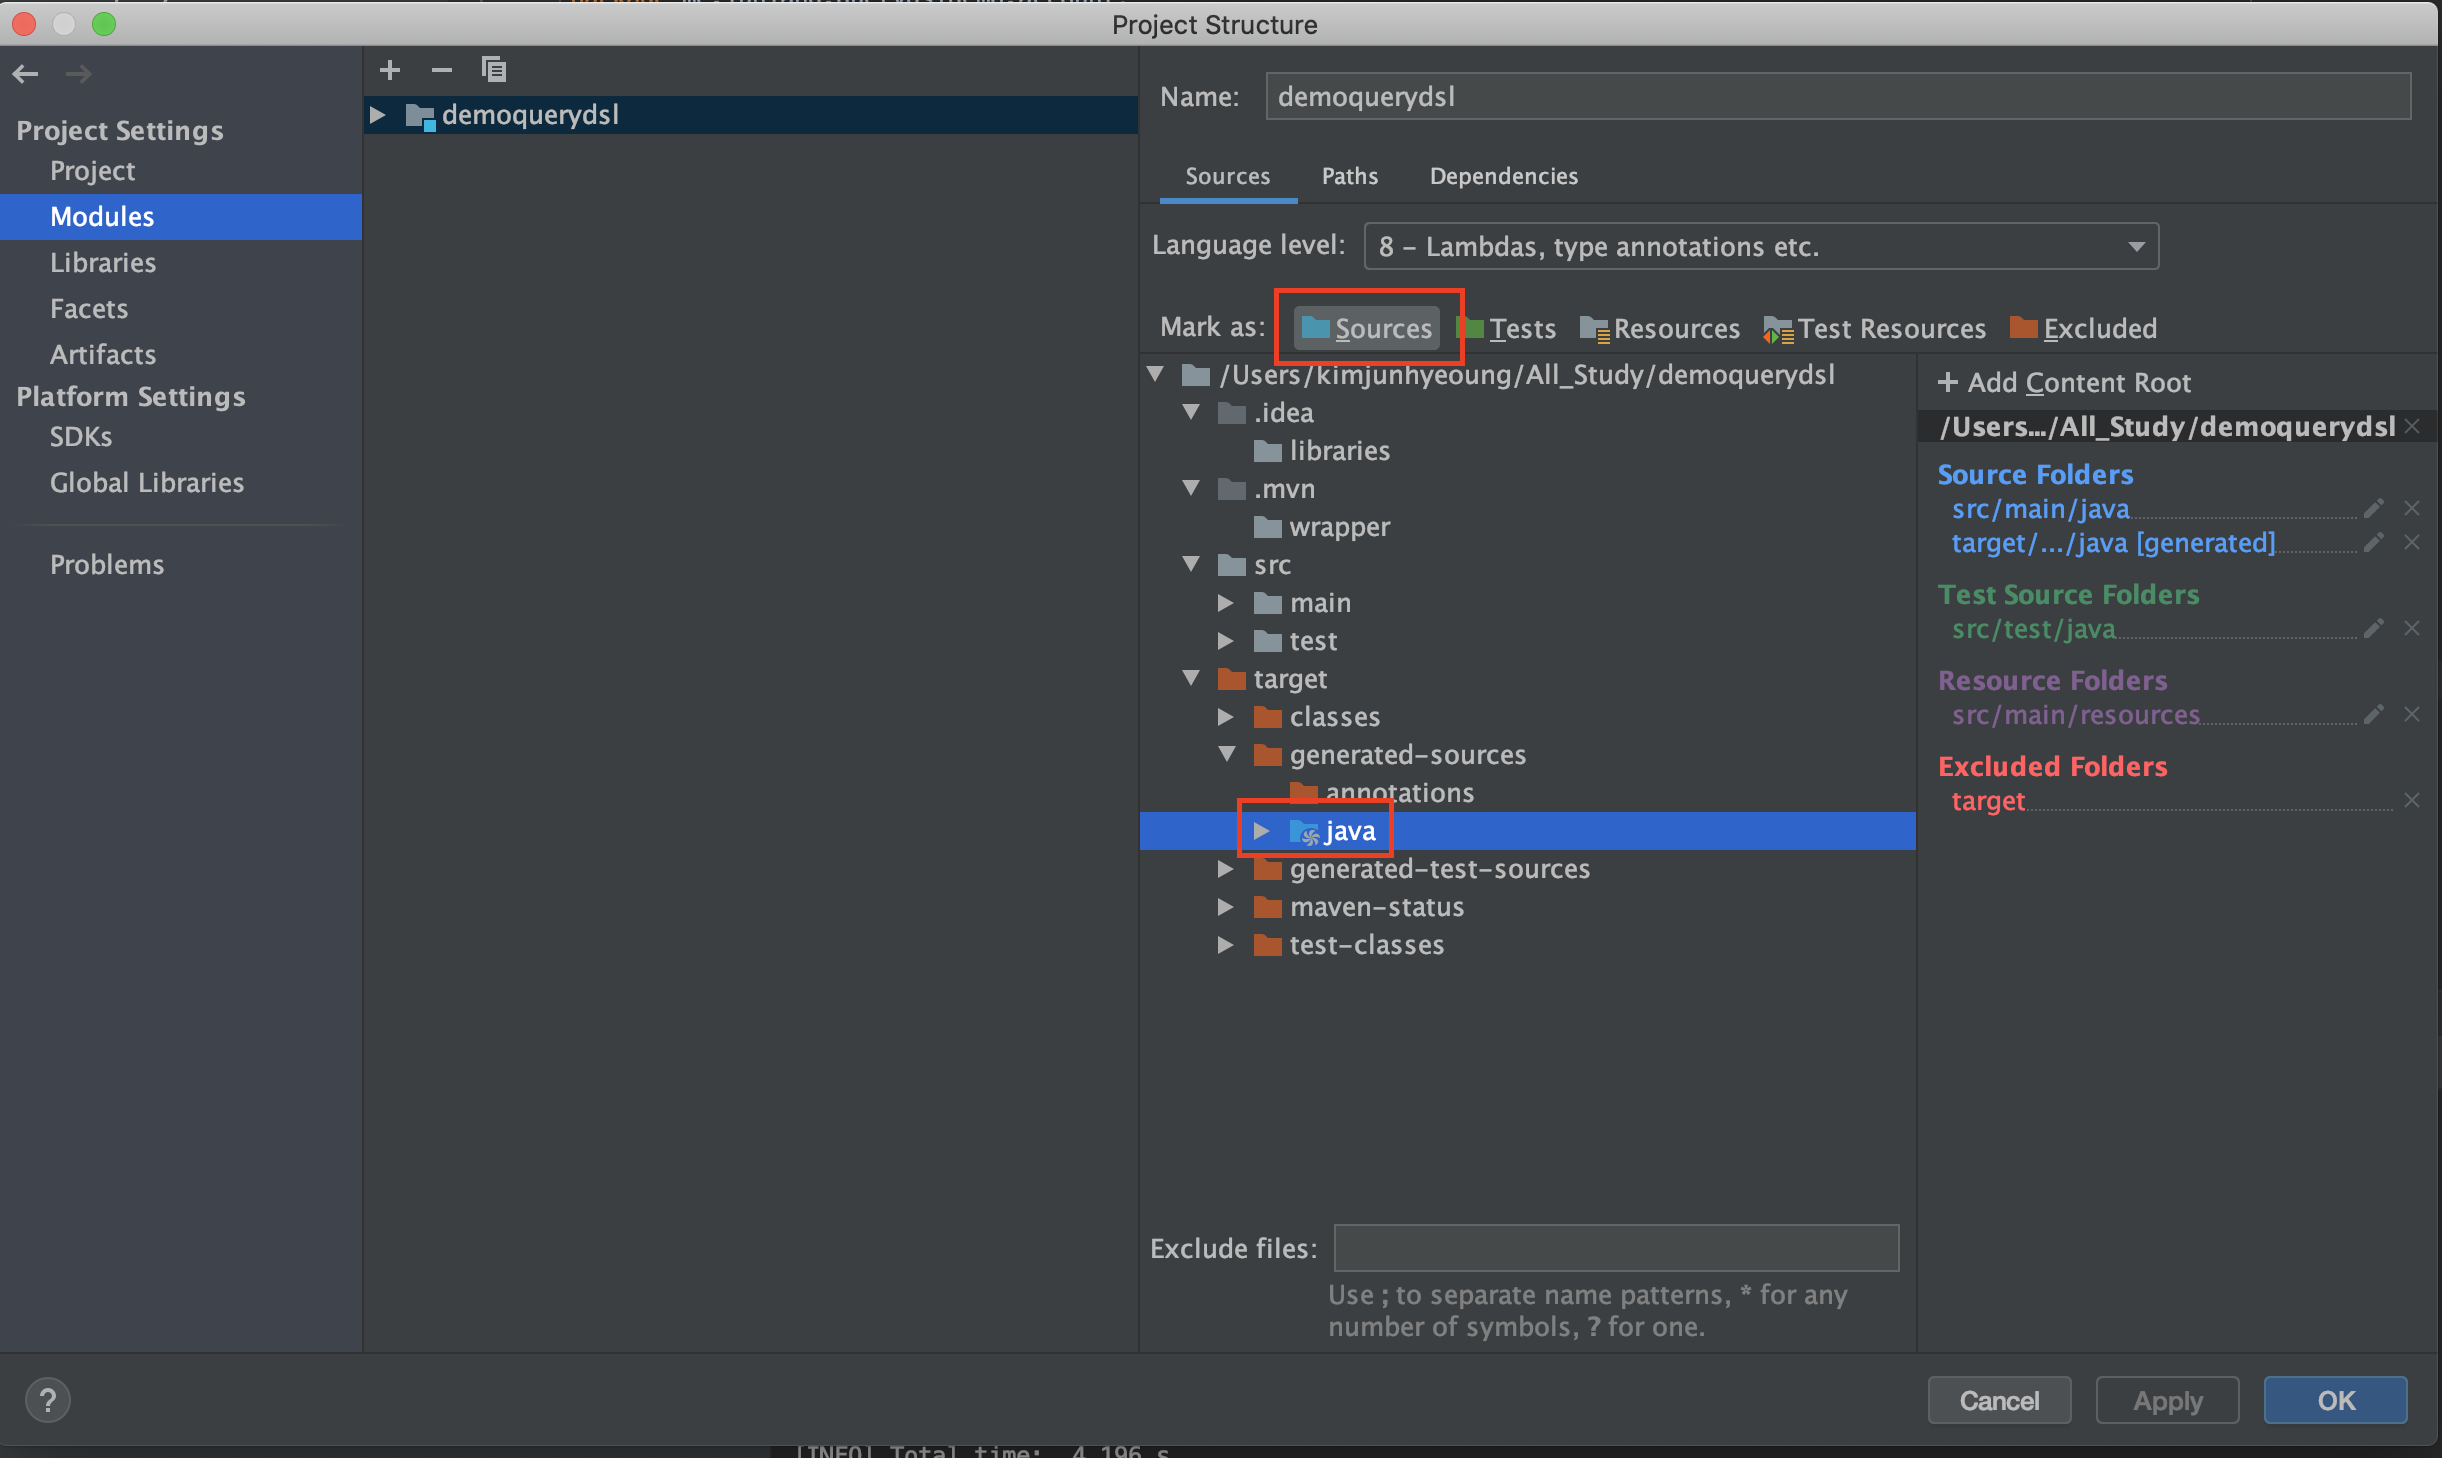 Project Structure
Project Settings
Project
Modules
Libraries
Facets
Artifacts
Platform Settings
SDKs
Global Libraries
Problems
demoquerydsl
Name: demoquerydsl
Sources Paths Dependencies
Language level: 8 – Lambdas, type annotations etc.
Mark as: Sources Tests Resources Test Resources Excluded
/Users/kimjunhyeoung/All_Study/demoquerydsl
.idea
libraries
.mvn
wrapper
src
main
test
target
classes
generated-sources
annotations
java
generated-test-sources
maven-status
test-classes
+ Add Content Root
/Users.../All_Study/demoquerydsl
Source Folders
src/main/java
target/.../java [generated]
Test Source Folders
src/test/java
Resource Folders
src/main/resources
Excluded Folders
target
Exclude files:
Use ; to separate name patterns, * for any
number of symbols, ? for one.
?
Cancel Apply OK
[INFO] Total time: 4.196 s